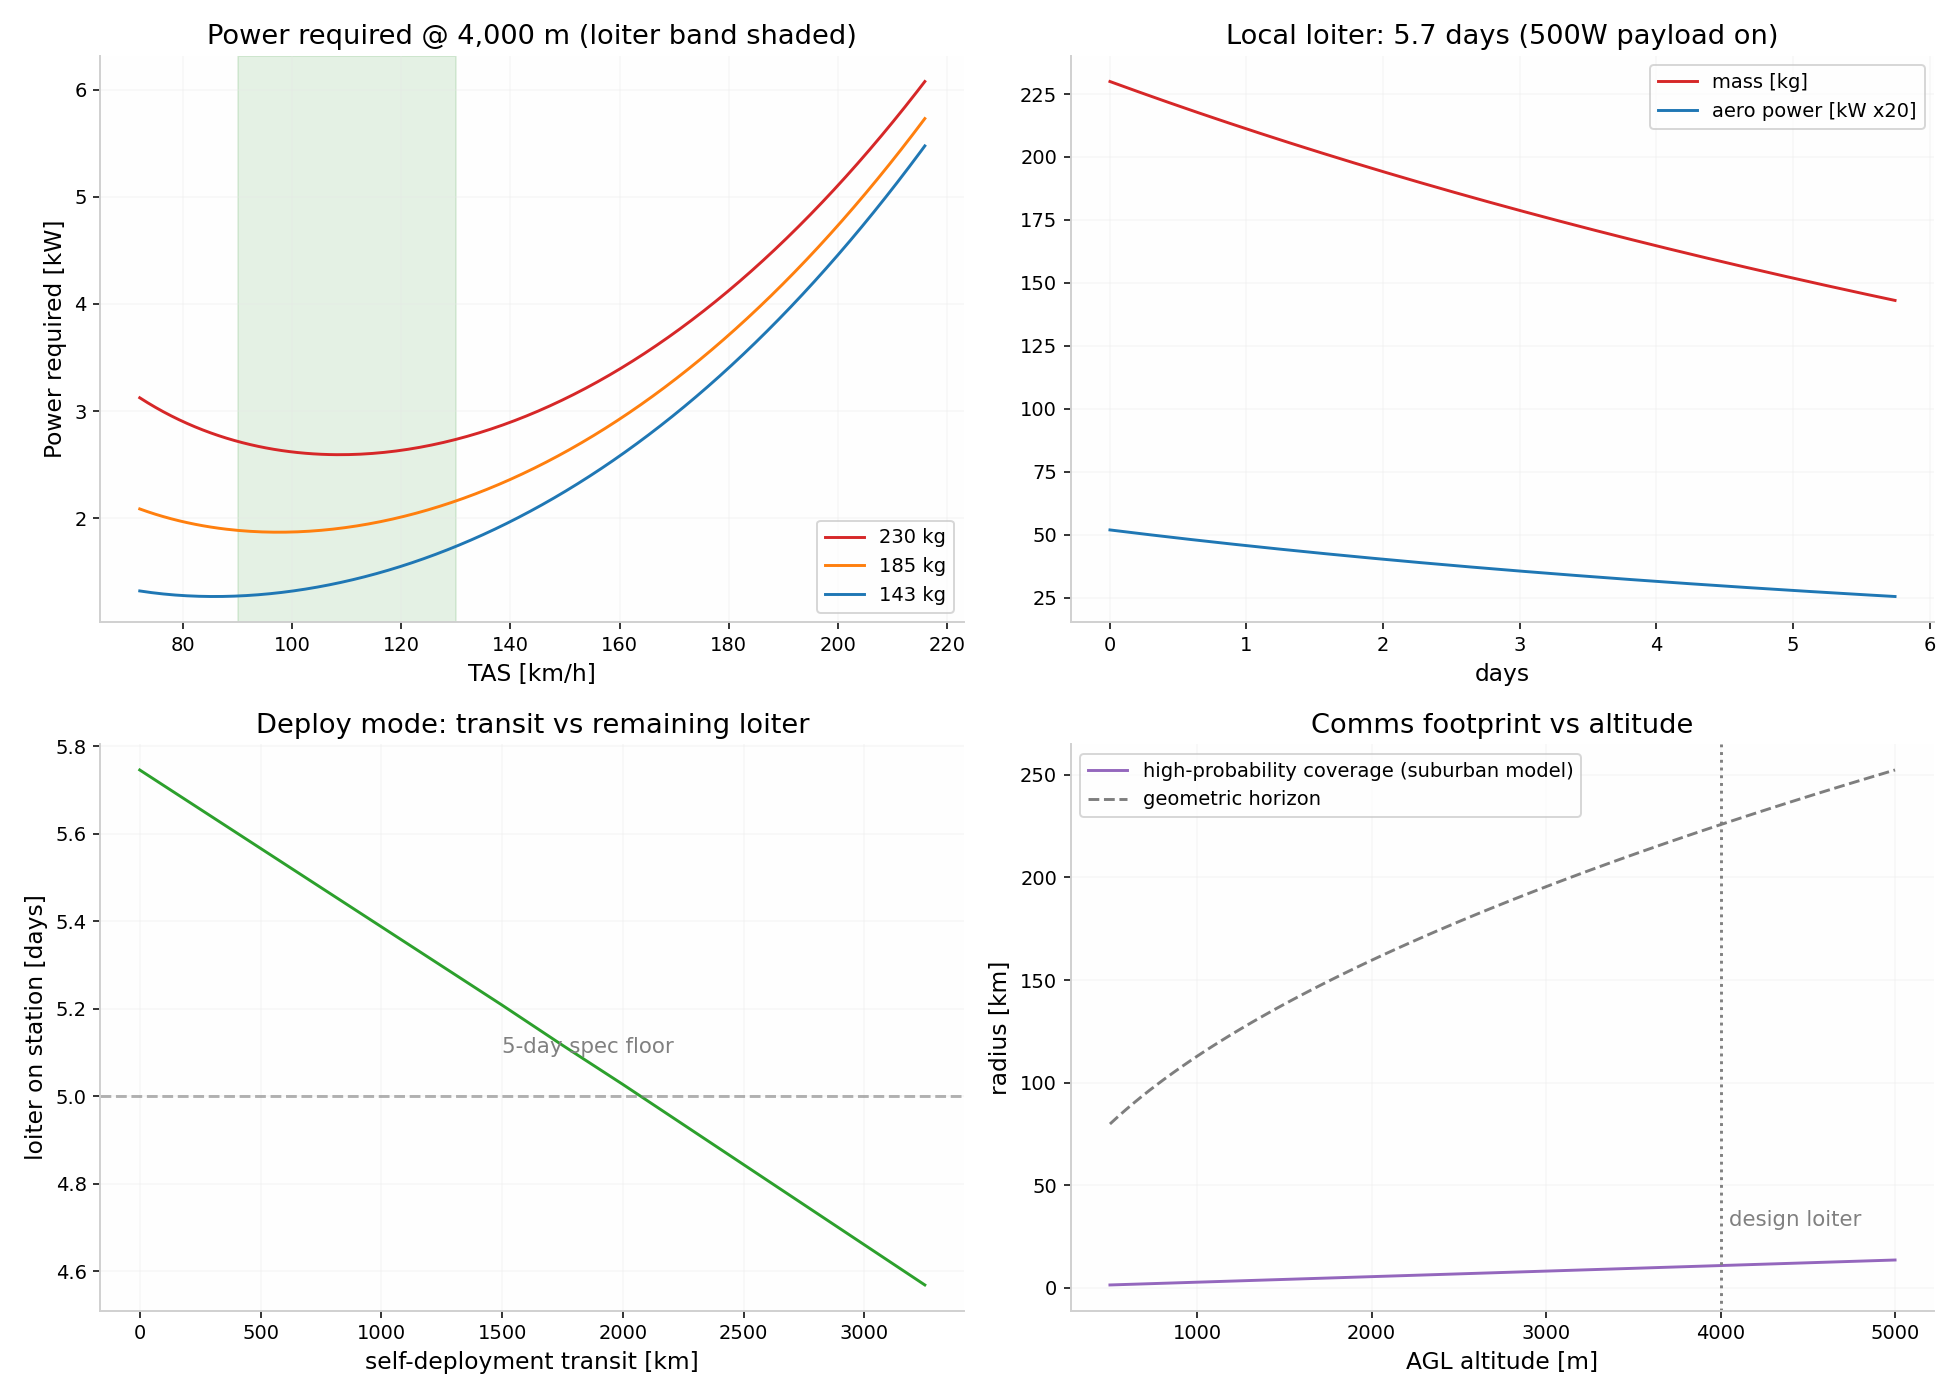 Power required @ 4,000 m (loiter band shaded)
Power required [kW]
6
5
4
3
2
80 100 120 140 160 180 200 220
TAS [km/h]
230 kg
185 kg
143 kg
Local loiter: 5.7 days (500W payload on)
mass [kg]
aero power [kW x20]
225
200
175
150
125
100
75
50
25
0 1 2 3 4 5 6
days
Deploy mode: transit vs remaining loiter
loiter on station [days]
5.8
5.6
5.4
5.2
5.0
4.8
4.6
5-day spec floor
0 500 1000 1500 2000 2500 3000
self-deployment transit [km]
Comms footprint vs altitude
high-probability coverage (suburban model)
geometric horizon
radius [km]
250
200
150
100
50
0
design loiter
1000 2000 3000 4000 5000
AGL altitude [m]